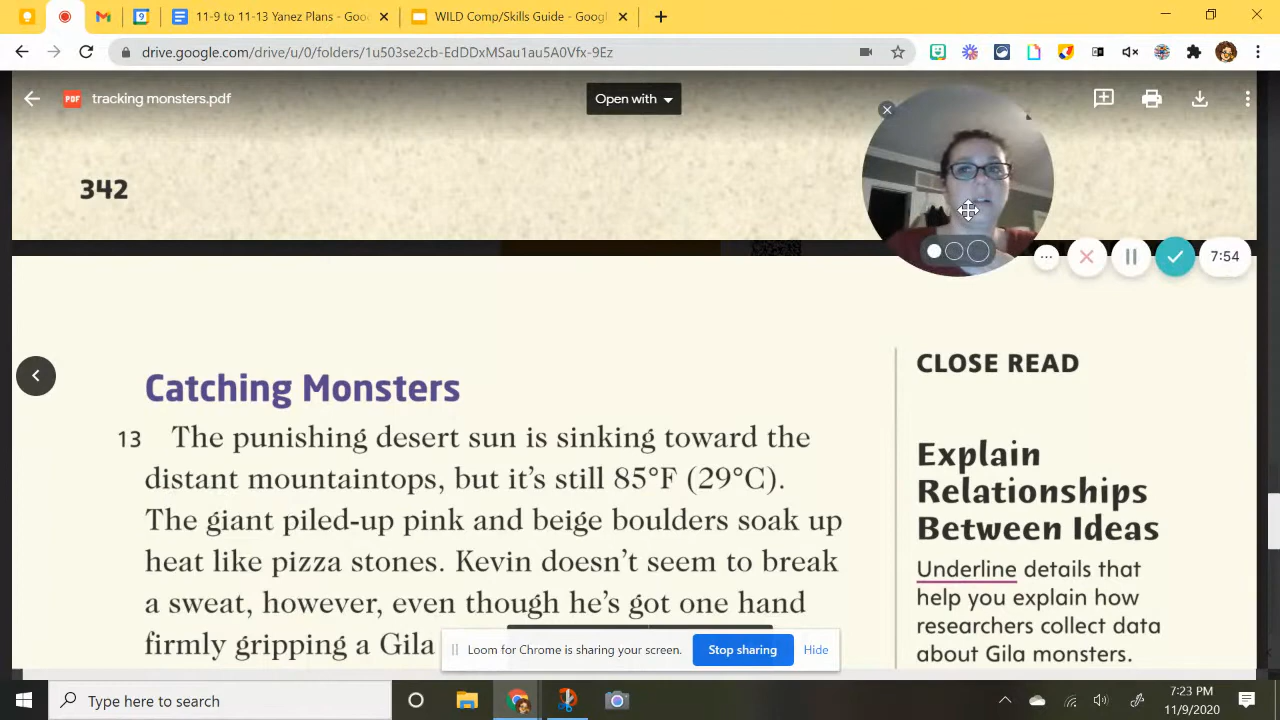 11-9 to 11-13 Yanez Plans - Goo
WILD Comp/Skills Guide - Googl
drive.google.com/drive/u/0/folders/1u503se2cb-EdDDxMSau1au5A0Vfx-9Ez
PDF
tracking monsters.pdf
Open with
342
7:54
Catching Monsters
13 The punishing desert sun is sinking toward the
distant mountaintops, but it's still 85°F (29°C).
The giant piled-up pink and beige boulders soak up
heat like pizza stones. Kevin doesn't seem to break
a sweat, however, even though he's got one hand
firmly gripping a Gila
CLOSE READ
Explain
Relationships
Between Ideas
Underline details that
help you explain how
researchers collect data
about Gila monsters.
Loom for Chrome is sharing your screen.
Stop sharing
Hide
Type here to search
7:23 PM
11/9/2020